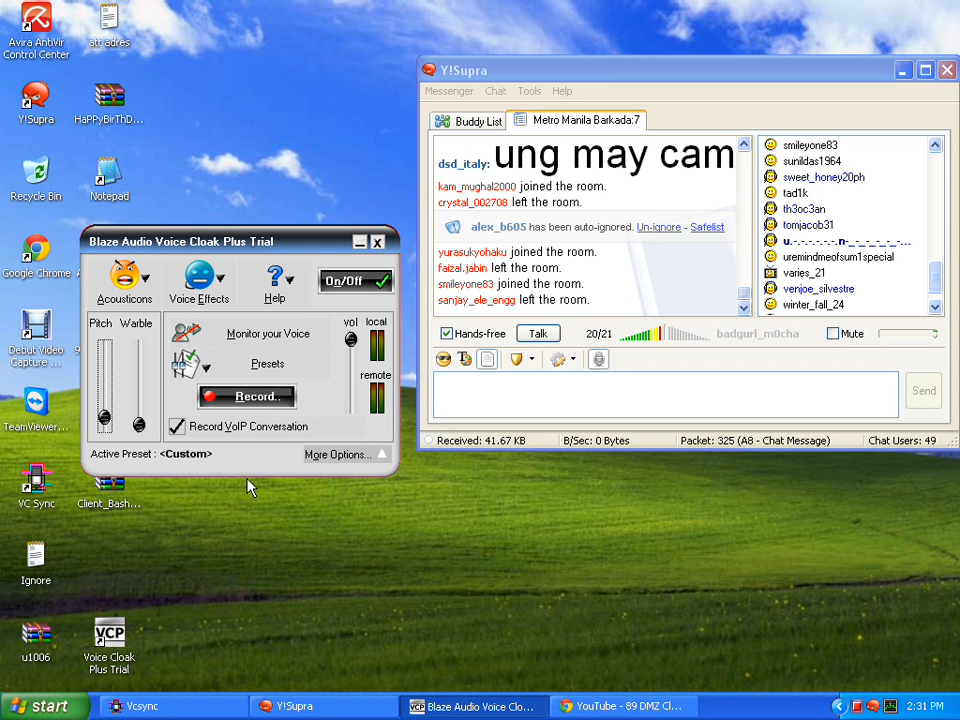 Avira AntiVir
Control Center
att adres
Y!Supra
HaPPyBirThD...
Recycle Bin
Notepad
Google Chrome
Debut Video
Capture ...
TeamViewer...
VC Sync
Client_Bash...
Ignore
u1006
Voice Cloak
Plus Trial
VCP
Blaze Audio Voice Cloak Plus Trial
Acousticons
Voice Effects
Help
On/Off
Pitch
Warble
Monitor your Voice
Presets
Record..
Record VoIP Conversation
vol
local
remote
Active Preset : <Custom>
More Options...
Y!Supra
Messenger Chat Tools Help
Buddy List
Metro Manila Barkada:7
dsd_italy: ung may cam
kam_mughal2000 joined the room.
crystal_002708 left the room.
alex_b605 has been auto-ignored. Un-ignore - Safelist
yurasukyohaku joined the room.
faizal.jabin left the room.
smileyone83 joined the room.
sanjay_ele_engg left the room.
smileyone83
sunildas1964
sweet_honey20ph
tad1k
th3oc3an
tomjacob31
u.-.-.-.-.-.n-_-_-_-_-_-...
uremindmeofsum1special
varies_21
venjoe_silvestre
winter_fall_24
Hands-free
Talk
20/21
badgurl_m0cha
Mute
Send
Received: 41.67 KB
B/Sec: 0 Bytes
Packet: 325 (A8 - Chat Message)
Chat Users: 49
start
Vcsync
Y!Supra
VCP
Blaze Audio Voice Clo...
YouTube - 89 DMZ Cl...
2:31 PM